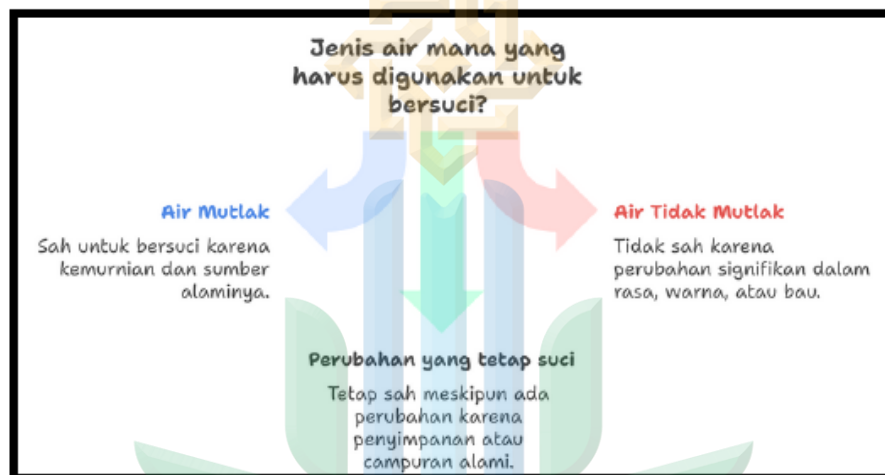 Jenis air mana yang
harus digunakan untuk
bersuci?
Air Mutlak
Sah untuk bersuci karena
kemurnian dan sumber
alaminya.
Air Tidak Mutlak
Tidak sah karena
perubahan signifikan dalam
rasa, warna, atau bau.
Perubahan yang tetap suci
Tetap sah meskipun ada
perubahan karena
penyimpanan atau
campuran alami.